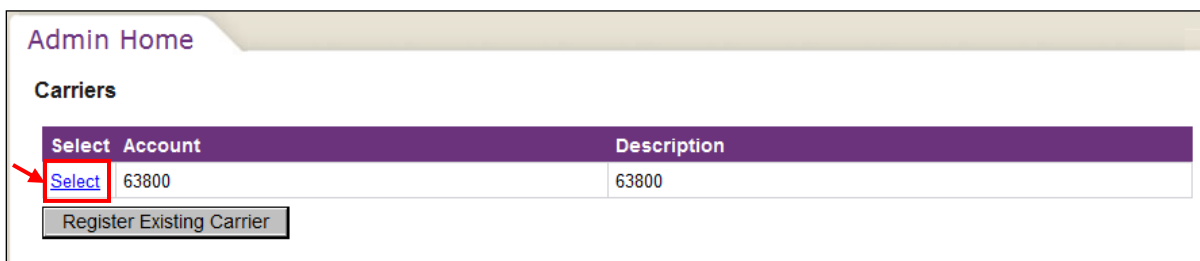 Admin Home
Carriers
Select Account Description
Select 63800 63800
Register Existing Carrier